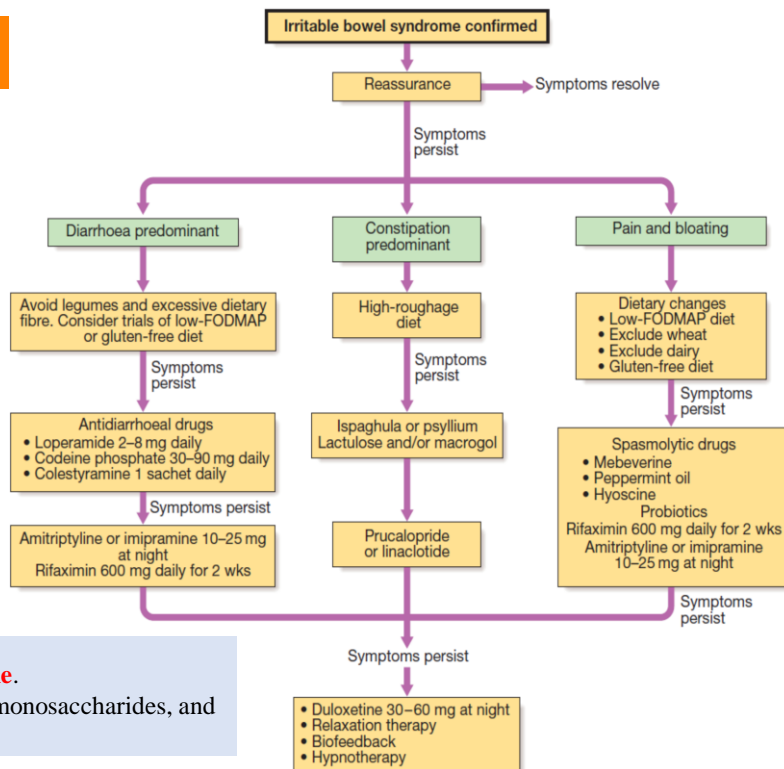 Irritable bowel syndrome confirmed
Reassurance
Symptoms resolve
Symptoms
persist
Diarrhoea predominant
Constipation
predominant
Pain and bloating
Avoid legumes and excessive dietary
fibre. Consider trials of low-FODMAP
or gluten-free diet
High-roughage
diet
Dietary changes
• Low-FODMAP diet
• Exclude wheat
• Exclude dairy
• Gluten-free diet
Symptoms
persist
Symptoms
persist
Symptoms
persist
Antidiarrhoeal drugs
• Loperamide 2–8 mg daily
• Codeine phosphate 30–90 mg daily
• Colestyramine 1 sachet daily
Ispaghula or psyllium
Lactulose and/or macrogol
Spasmolytic drugs
• Mebeverine
• Peppermint oil
• Hyoscine
Probiotics
Rifaximin 600 mg daily for 2 wks
Amitriptyline or imipramine
10–25 mg at night
Symptoms persist
Amitriptyline or imipramine 10–25 mg
at night
Rifaximin 600 mg daily for 2 wks
Prucalopride
or linaclotide
Symptoms
persist
Symptoms persist
e.
monosaccharides, and
• Duloxetine 30–60 mg at night
• Relaxation therapy
• Biofeedback
• Hypnotherapy